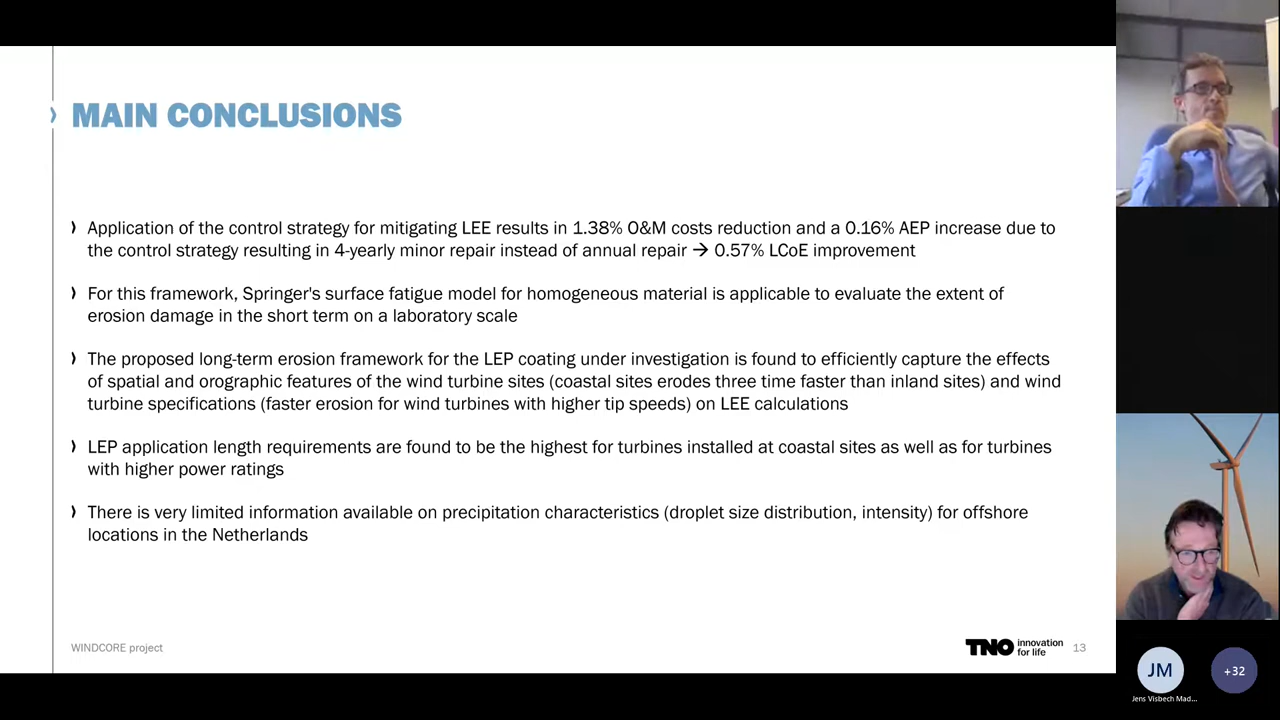 MAIN CONCLUSIONS
Application of the control strategy for mitigating LEE results in 1.38% O&M costs reduction and a 0.16% AEP increase due to
the control strategy resulting in 4-yearly minor repair instead of annual repair → 0.57% LCoE improvement
For this framework, Springer's surface fatigue model for homogeneous material is applicable to evaluate the extent of
erosion damage in the short term on a laboratory scale
The proposed long-term erosion framework for the LEP coating under investigation is found to efficiently capture the effects
of spatial and orographic features of the wind turbine sites (coastal sites erodes three time faster than inland sites) and wind
turbine specifications (faster erosion for wind turbines with higher tip speeds) on LEE calculations
LEP application length requirements are found to be the highest for turbines installed at coastal sites as well as for turbines
with higher power ratings
There is very limited information available on precipitation characteristics (droplet size distribution, intensity) for offshore
locations in the Netherlands
WINDCORE project
TNO innovation
for life
13
JM
+32
Jens Visbech Mad...